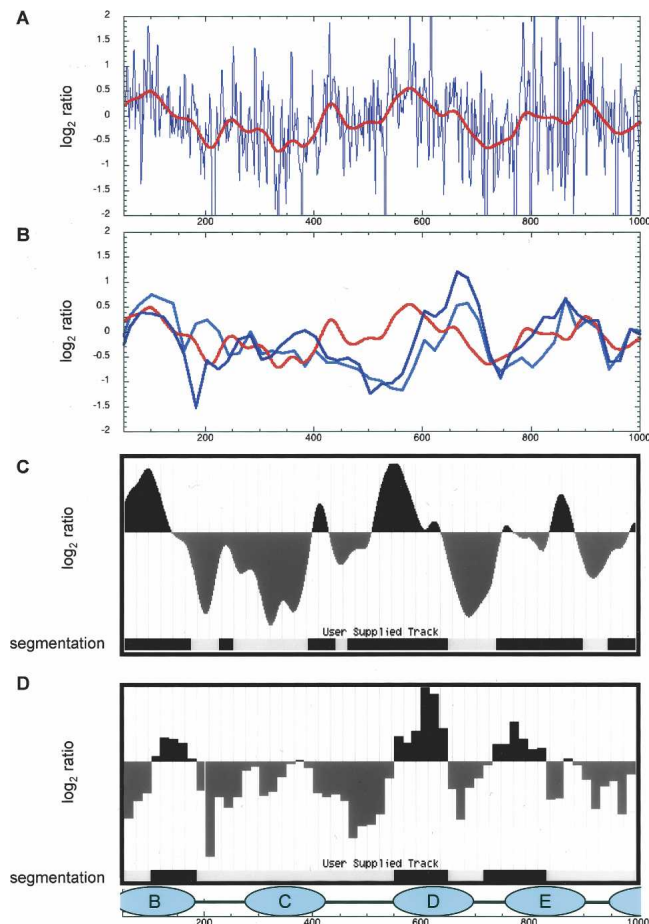 A
2
1.5
1
0.5
0
-0.5
-1
-1.5
-2
log2 ratio
200 400 600 800 1000
B
2
1.5
1
0.5
0
-0.5
-1
-1.5
-2
log2 ratio
200 400 600 800 1000
C
log2 ratio
User Supplied Track
segmentation
D
log2 ratio
User Supplied Track
segmentation
B C D E
200 400 600 800 1000